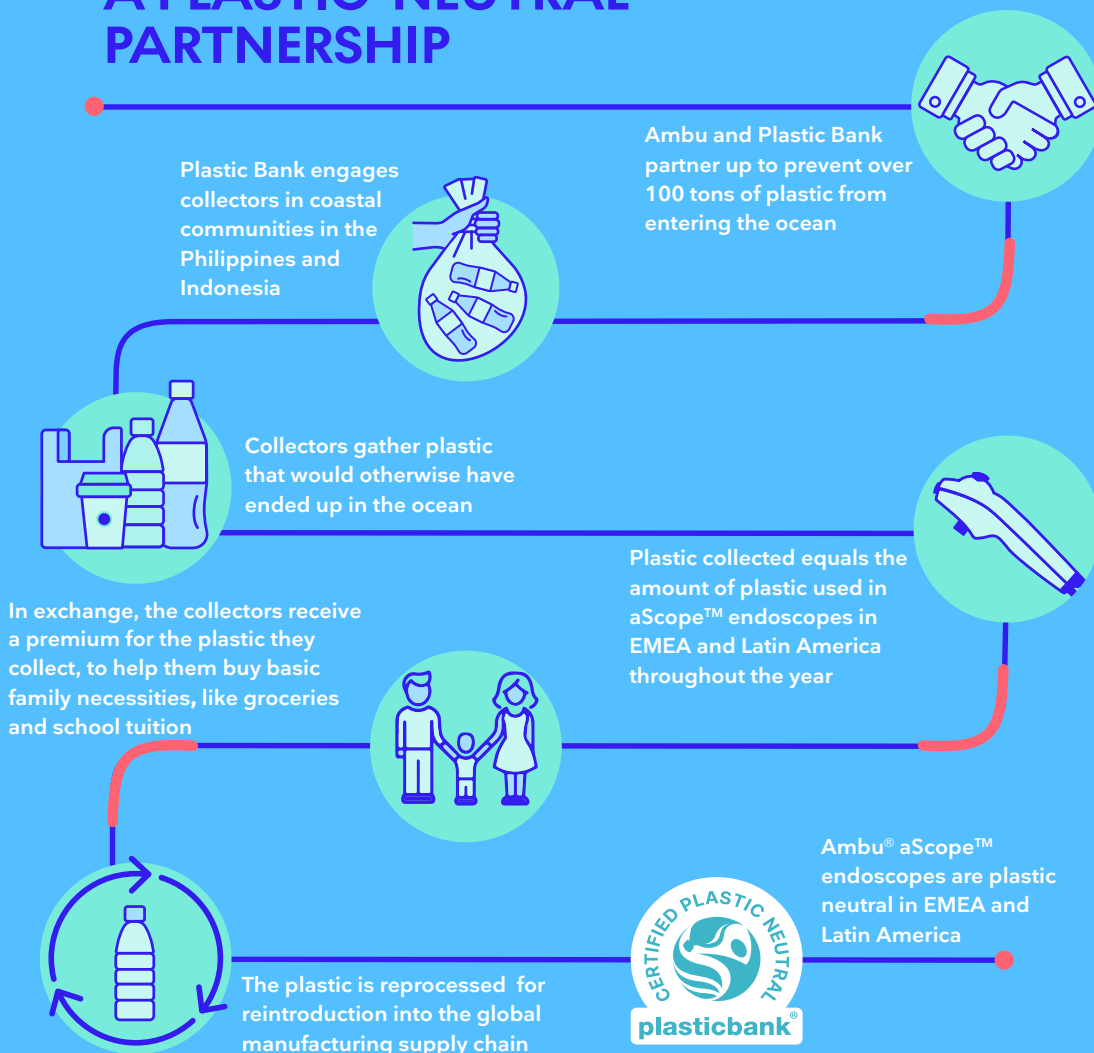 A PLASTIC NEUTRAL
PARTNERSHIP
Ambu and Plastic Bank
partner up to prevent over
100 tons of plastic from
entering the ocean
Plastic Bank engages
collectors in coastal
communities in the
Philippines and
Indonesia
Collectors gather plastic
that would otherwise have
ended up in the ocean
Plastic collected equals the
amount of plastic used in
aScope™ endoscopes in
EMEA and Latin America
throughout the year
In exchange, the collectors receive
a premium for the plastic they
collect, to help them buy basic
family necessities, like groceries
and school tuition
The plastic is reprocessed for
reintroduction into the global
manufacturing supply chain
CERTIFIED PLASTIC NEUTRAL
plasticbank®
Ambu® aScope™
endoscopes are plastic
neutral in EMEA and
Latin America